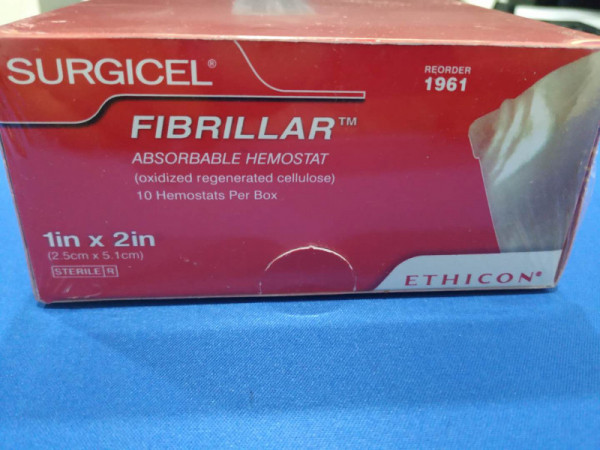 SURGICEL®
REORDER
1961
FIBRILLAR™
ABSORBABLE HEMOSTAT
(oxidized regenerated cellulose)
10 Hemostats Per Box
1in x 2in
(2.5cm x 5.1cm)
STERILE R
ETHICON®